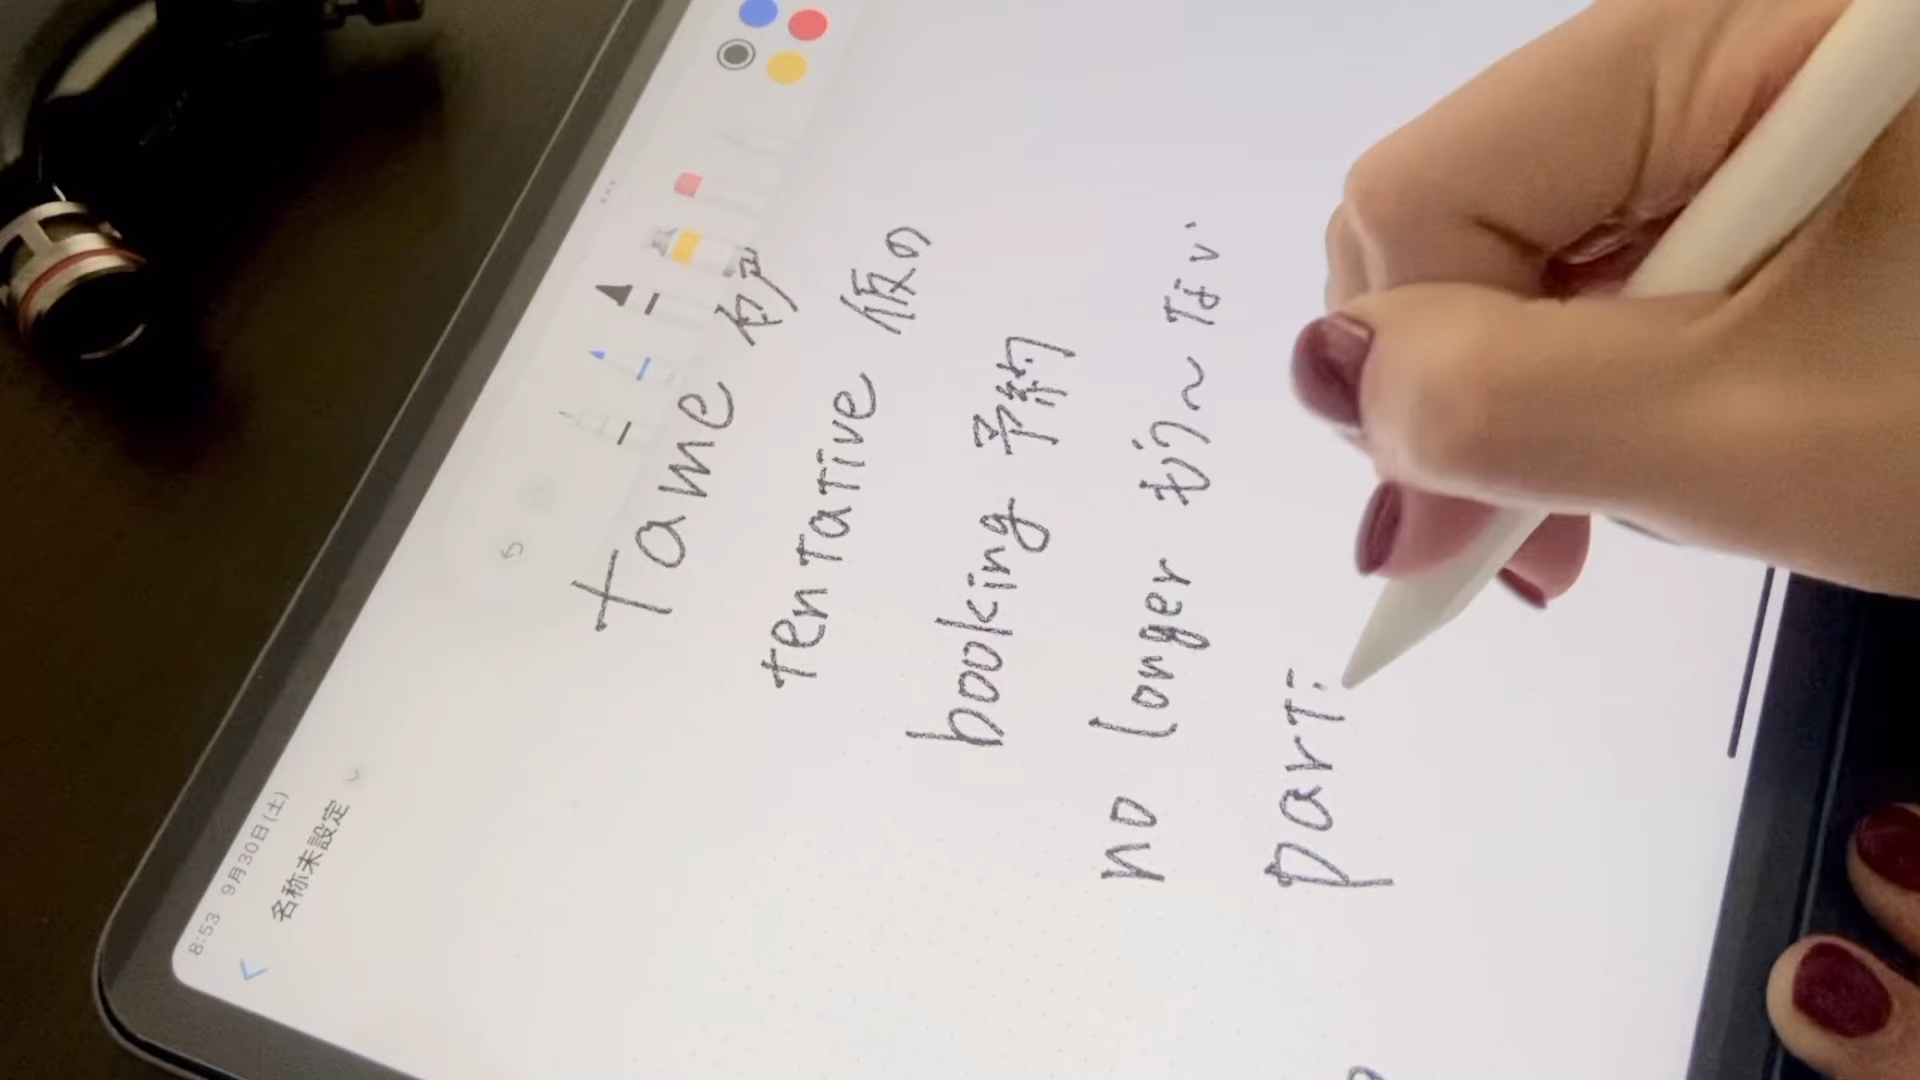 8:53 9月30日(土)
名称未設定
tame
tentative 仮の
booking 予約
no longer もう〜ない
parti